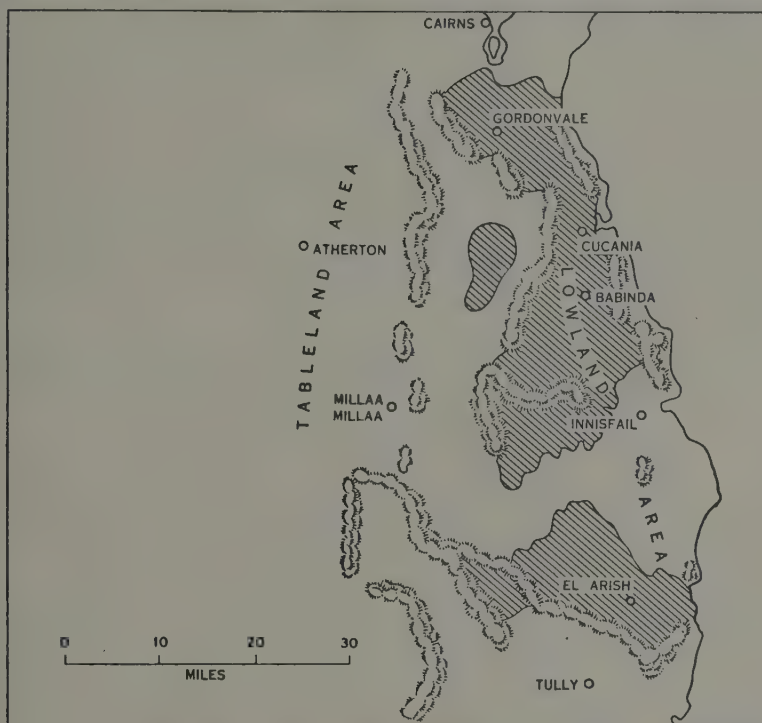 CAIRNS
GORDONVALE
TABLELAND AREA
ATHERTON
CUCANIA
LOWLAND AREA
BABINDA
MILLAA
MILLAA
INNISFAIL
EL ARISH
0 10 20 30
MILES
TULLY